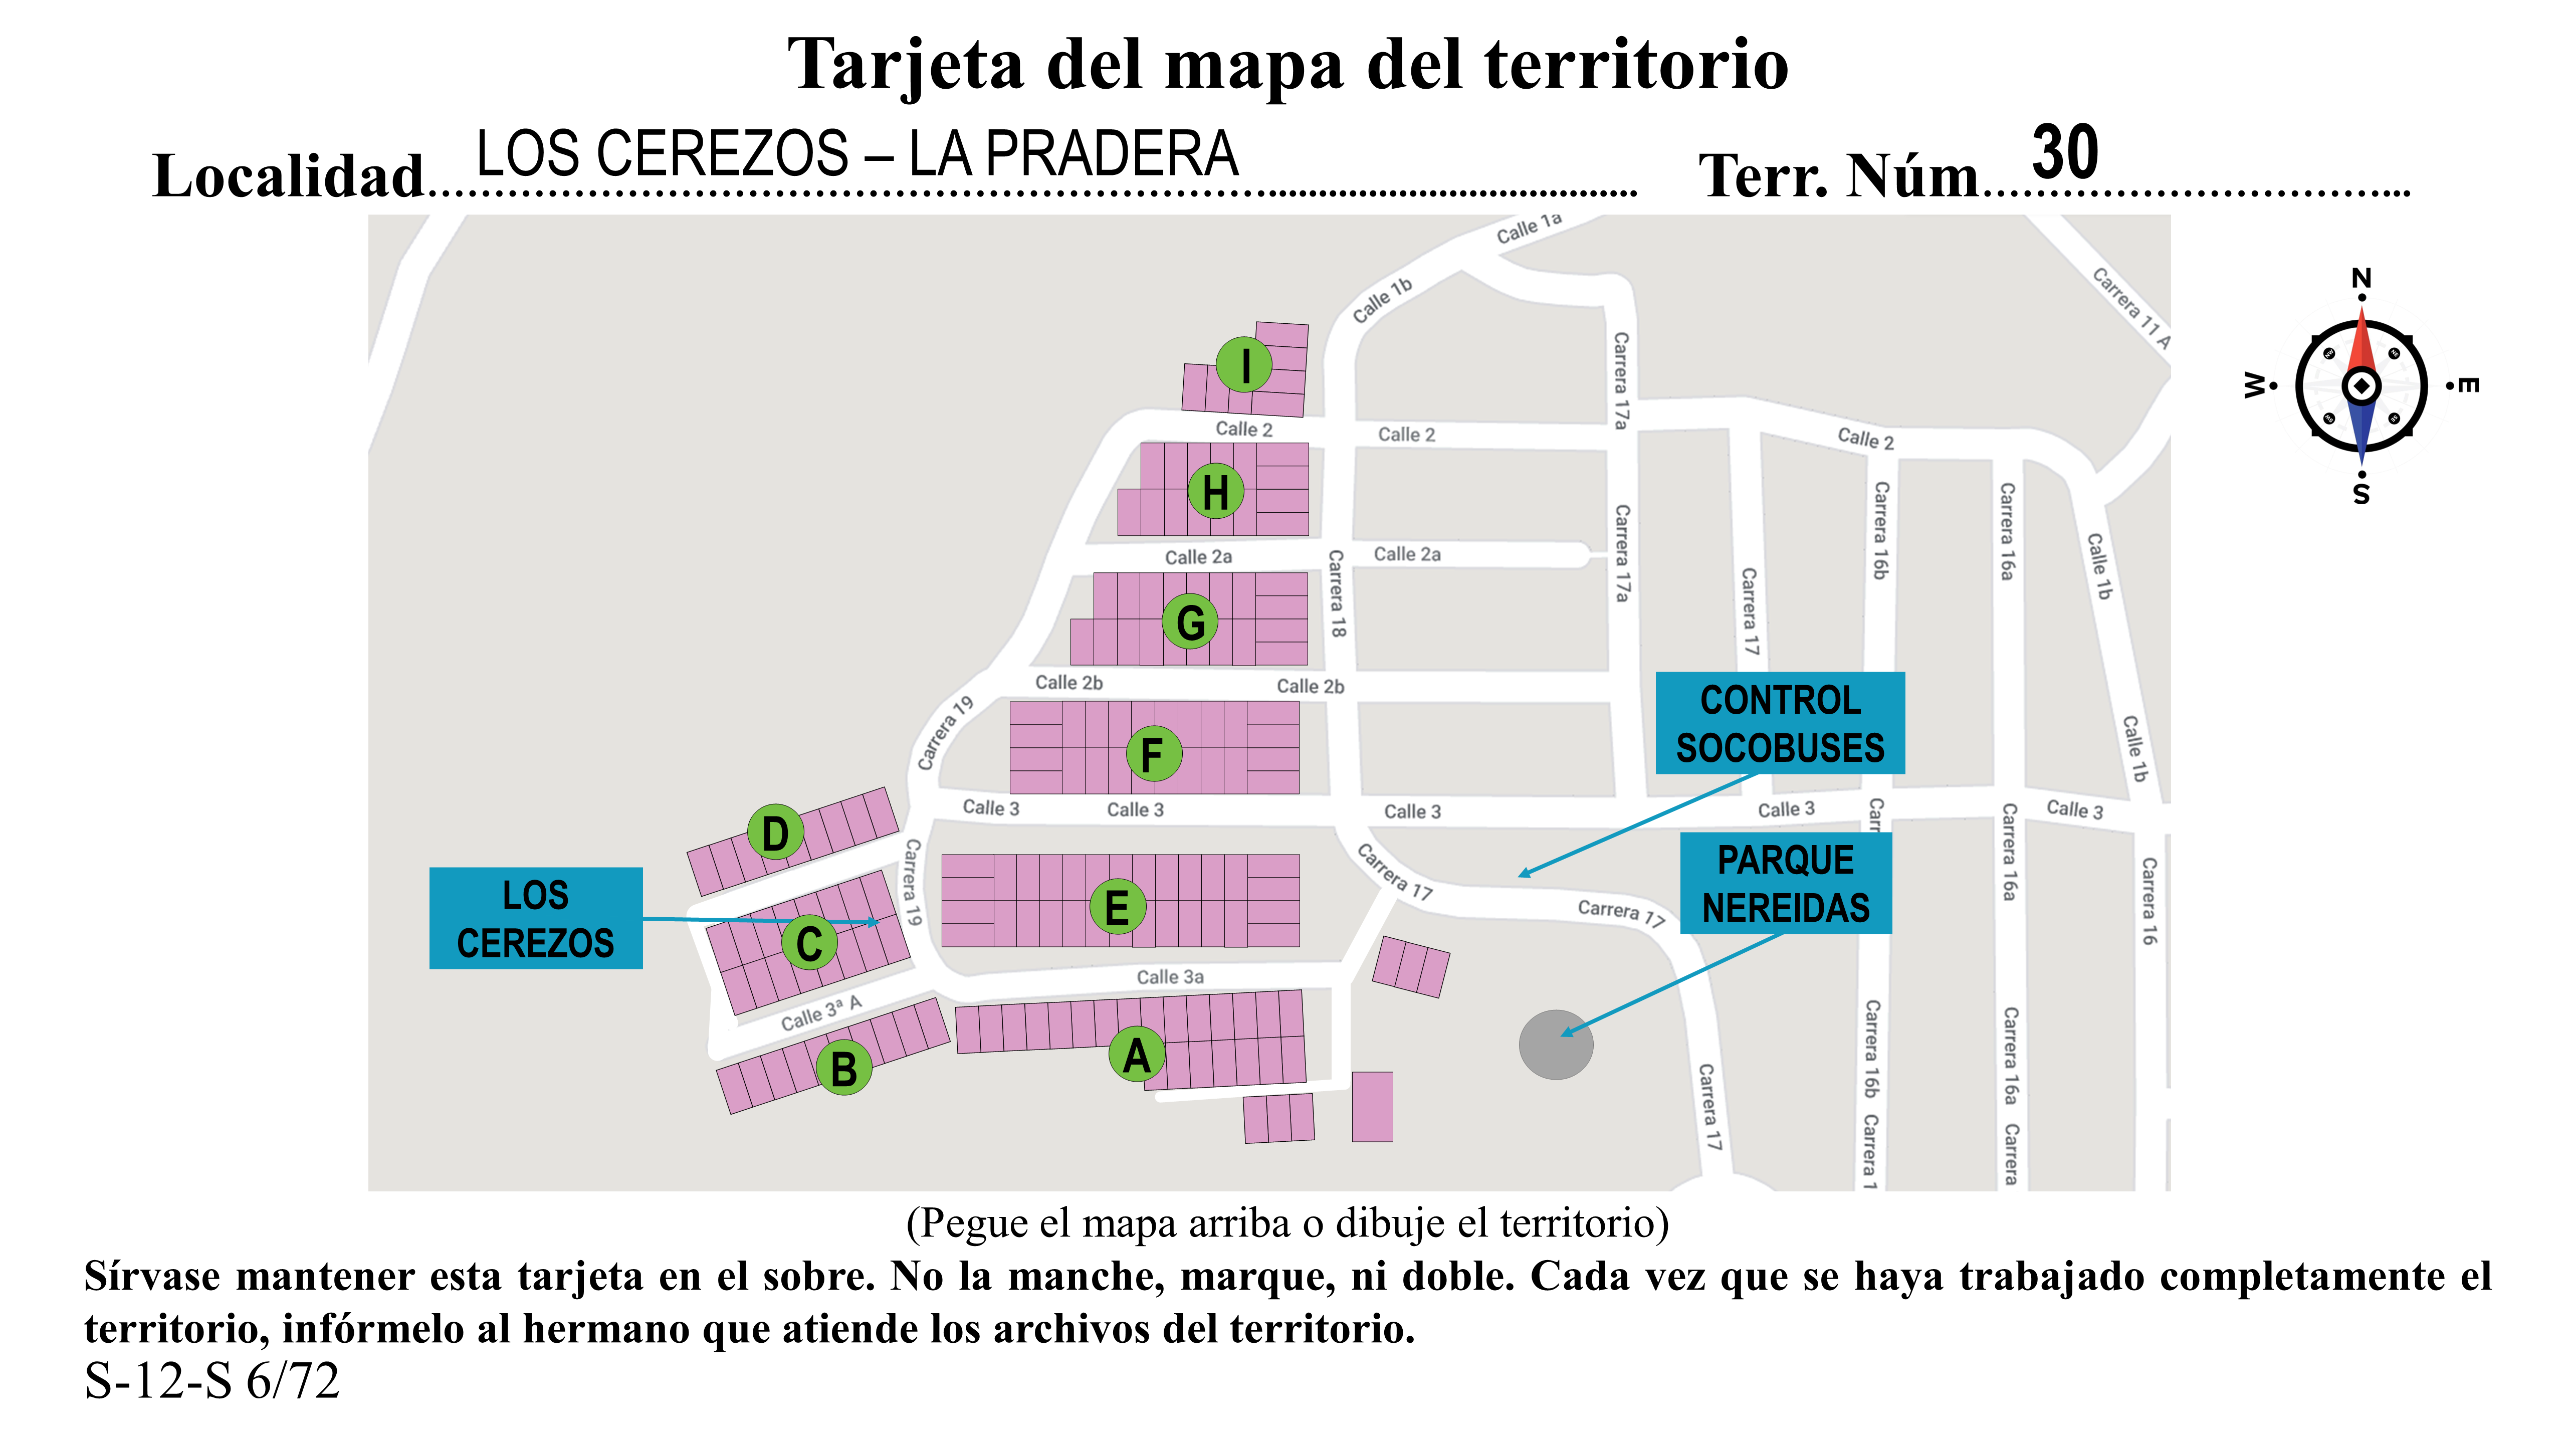 Tarjeta del mapa del territorio
Localidad LOS CEREZOS – LA PRADERA Terr. Núm 30
Calle 1a
Calle 1b
Carrera 11 A
N
W E
S
I
Carrera 17a
Calle 2 Calle 2 Calle 2
H
Carrera 16b
Carrera 16a
Carrera 17a
Calle 1b
Calle 2a Calle 2a
Carrera 18
Carrera 17
G
Calle 2b Calle 2b
Carrera 19
F
CONTROL
SOCOBUSES
Calle 1b
Calle 3 Calle 3 Calle 3 Calle 3 Calle 3
D
Carr
Carrera 16a
Carrera 19
Carrera 17
PARQUE
NEREIDAS
Carrera 16
LOS
CEREZOS
E
Carrera 17
C
Calle 3a
Calle 3ª A
A
B
Carrera 17
Carrera 16b
Carrera 16a
Carrera 1
Carrera
(Pegue el mapa arriba o dibuje el territorio)
Sírvase mantener esta tarjeta en el sobre. No la manche, marque, ni doble. Cada vez que se haya trabajado completamente el
territorio, infórmelo al hermano que atiende los archivos del territorio.
S-12-S 6/72